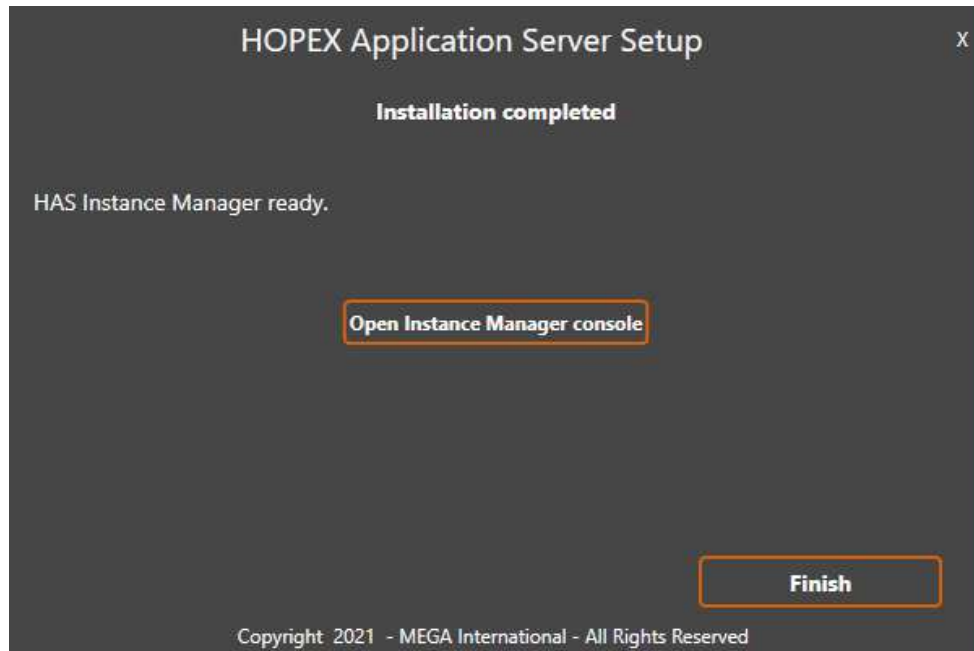 HOPEX Application Server Setup
X
Installation completed
HAS Instance Manager ready.
Open Instance Manager console
Finish
Copyright 2021 - MEGA International - All Rights Reserved